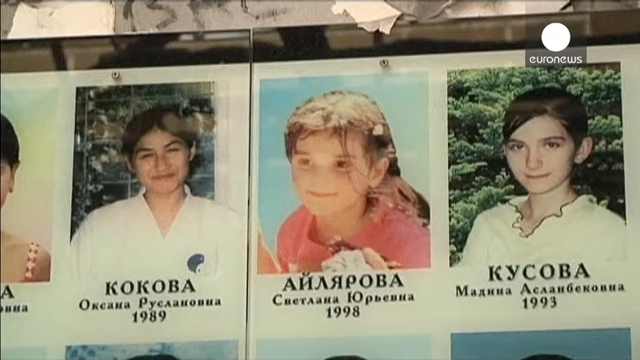 euronews
КОКОВА
Оксана Руслановна
1989
АЙЛЯРОВА
Светлана Юрьевна
1998
КУСОВА
Мадина Асланбековна
1993